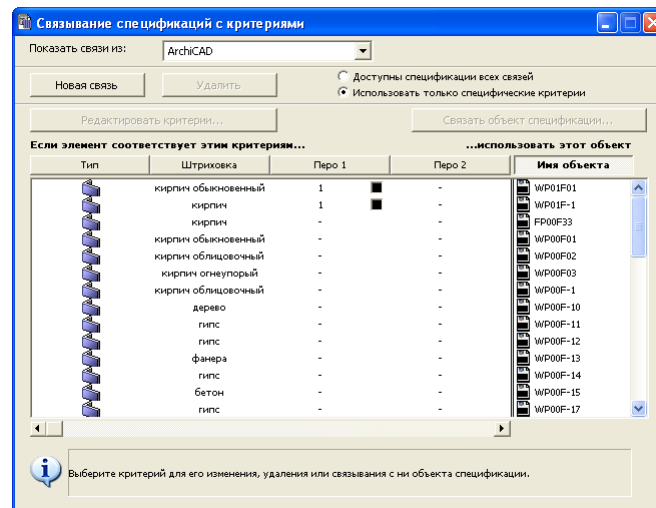 Связывание спецификаций с критериями
Показать связи из: ArchiCAD
Новая связь Удалить Доступны спецификации всех связей
Использовать только специфические критерии
Редактировать критерии... Связать объект спецификации...
Если элемент соответствует этим критериям... ...использовать этот объект
Тип Штриховка Перо 1 Перо 2 Имя объекта
кирпич обыкновенный 1 - WP01F01
кирпич 1 - WP01F-1
кирпич - - FP00F33
кирпич обыкновенный - - WP00F01
кирпич облицовочный - - WP00F02
кирпич огнеупорый - - WP00F03
кирпич облицовочный - - WP00F-1
дерево - - WP00F-10
гипс - - WP00F-11
гипс - - WP00F-12
фанера - - WP00F-13
гипс - - WP00F-14
бетон - - WP00F-15
гипс - - WP00F-17
Выберите критерий для его изменения, удаления или связывания с ни объекта спецификации.